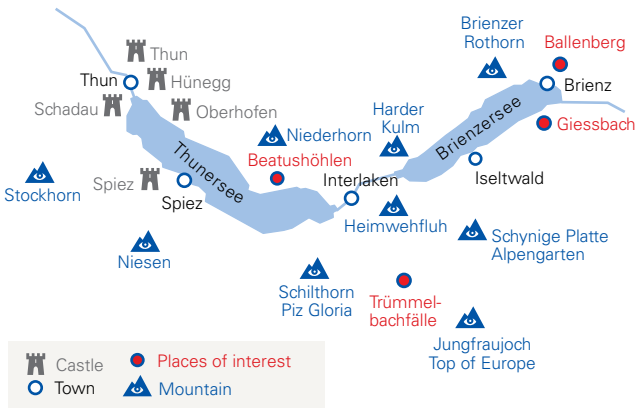 Brienzer
Rothorn
Ballenberg
Thun
Thun
Hünegg
Brienz
Schadau
Oberhofen
Harder
Kulm
Brienzersee
Giessbach
Niederhorn
Thunersee
Beatushöhlen
Iseltwald
Stockhorn
Spiez
Spiez
Interlaken
Heimwehfluh
Schynige Platte
Alpengarten
Niesen
Schilthorn
Piz Gloria
Trümmel-
bachfälle
Jungfraujoch
Top of Europe
Castle
Places of interest
Town
Mountain